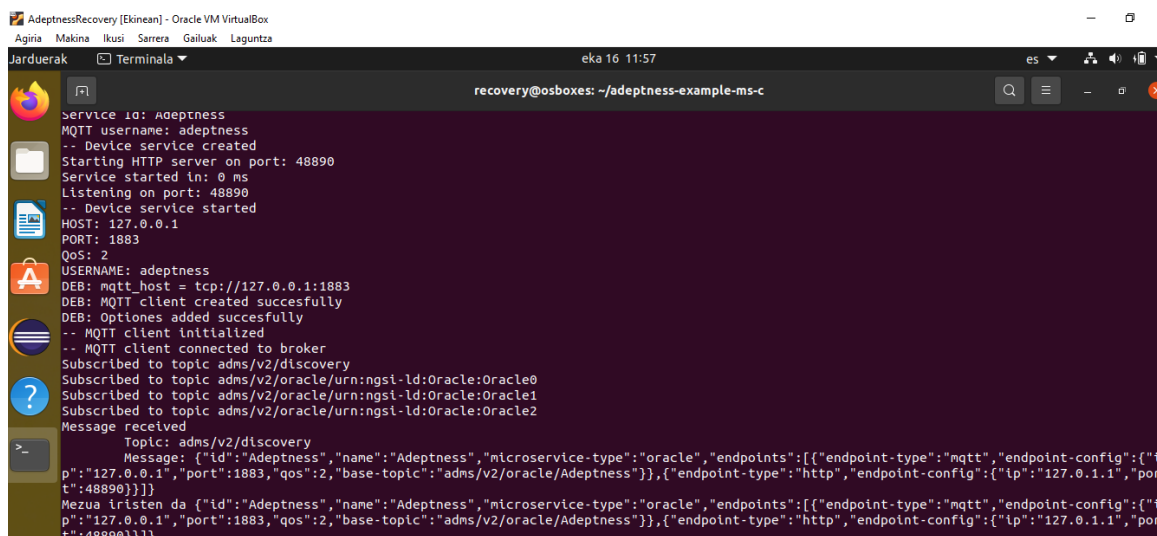 AdeptnessRecovery [Ekinean] - Oracle VM VirtualBox
Agiria Makina Ikusi Sarrera Gailuak Laguntza
Jarduerak Terminala eka 16 11:57 es
recovery@osboxes: ~/adeptness-example-ms-c
Service Id: Adeptness
MQTT username: adeptness
-- Device service created
Starting HTTP server on port: 48890
Service started in: 0 ms
Listening on port: 48890
-- Device service started
HOST: 127.0.0.1
PORT: 1883
QoS: 2
USERNAME: adeptness
DEB: mqtt_host = tcp://127.0.0.1:1883
DEB: MQTT client created succesfully
DEB: Optiones added succesfully
-- MQTT client initialized
-- MQTT client connected to broker
Subscribed to topic adms/v2/discovery
Subscribed to topic adms/v2/oracle/urn:ngsi-ld:Oracle:Oracle0
Subscribed to topic adms/v2/oracle/urn:ngsi-ld:Oracle:Oracle1
Subscribed to topic adms/v2/oracle/urn:ngsi-ld:Oracle:Oracle2
Message received
Topic: adms/v2/discovery
Message: {"id":"Adeptness","name":"Adeptness","microservice-type":"oracle","endpoints":[{"endpoint-type":"mqtt","endpoint-config":{"i
p":"127.0.0.1","port":1883,"qos":2,"base-topic":"adms/v2/oracle/Adeptness"}},{"endpoint-type":"http","endpoint-config":{"ip":"127.0.1.1","por
t":48890}}]}
Mezua iristen da {"id":"Adeptness","name":"Adeptness","microservice-type":"oracle","endpoints":[{"endpoint-type":"mqtt","endpoint-config":{"i
p":"127.0.0.1","port":1883,"qos":2,"base-topic":"adms/v2/oracle/Adeptness"}},{"endpoint-type":"http","endpoint-config":{"ip":"127.0.1.1","por
t":48890}}]}